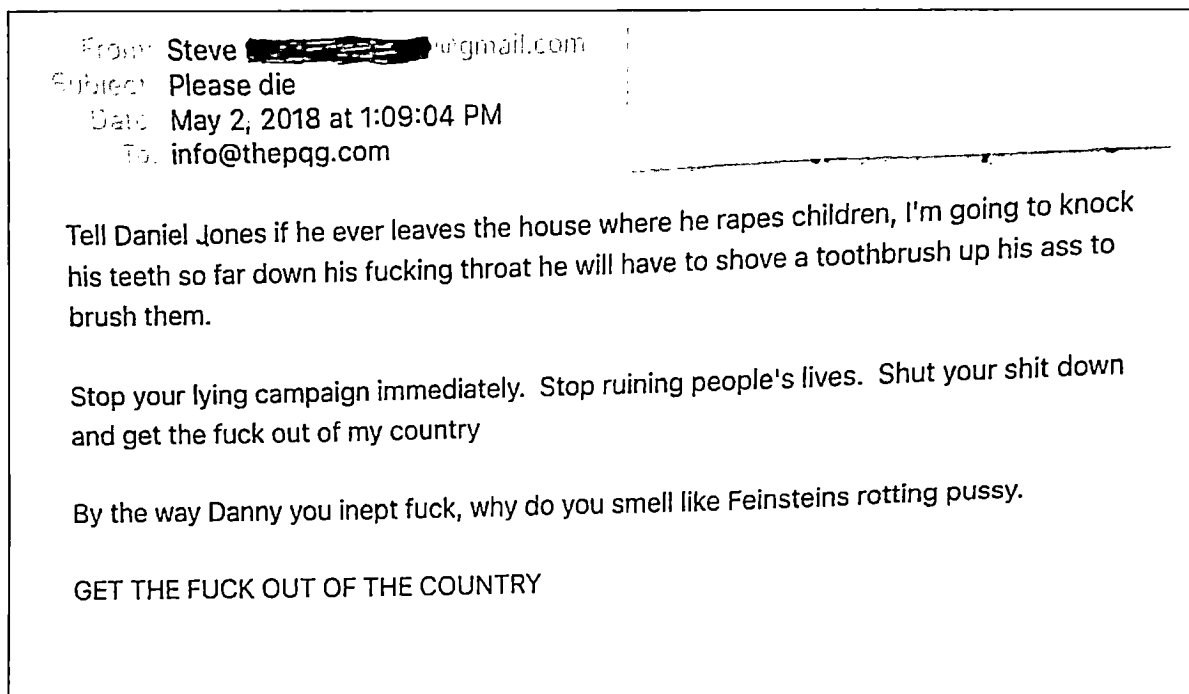 From: Steve @gmail.com
Subject: Please die
Date: May 2, 2018 at 1:09:04 PM
To: info@thepqg.com
Tell Daniel Jones if he ever leaves the house where he rapes children, I'm going to knock
his teeth so far down his fucking throat he will have to shove a toothbrush up his ass to
brush them.
Stop your lying campaign immediately. Stop ruining people's lives. Shut your shit down
and get the fuck out of my country
By the way Danny you inept fuck, why do you smell like Feinsteins rotting pussy.
GET THE FUCK OUT OF THE COUNTRY